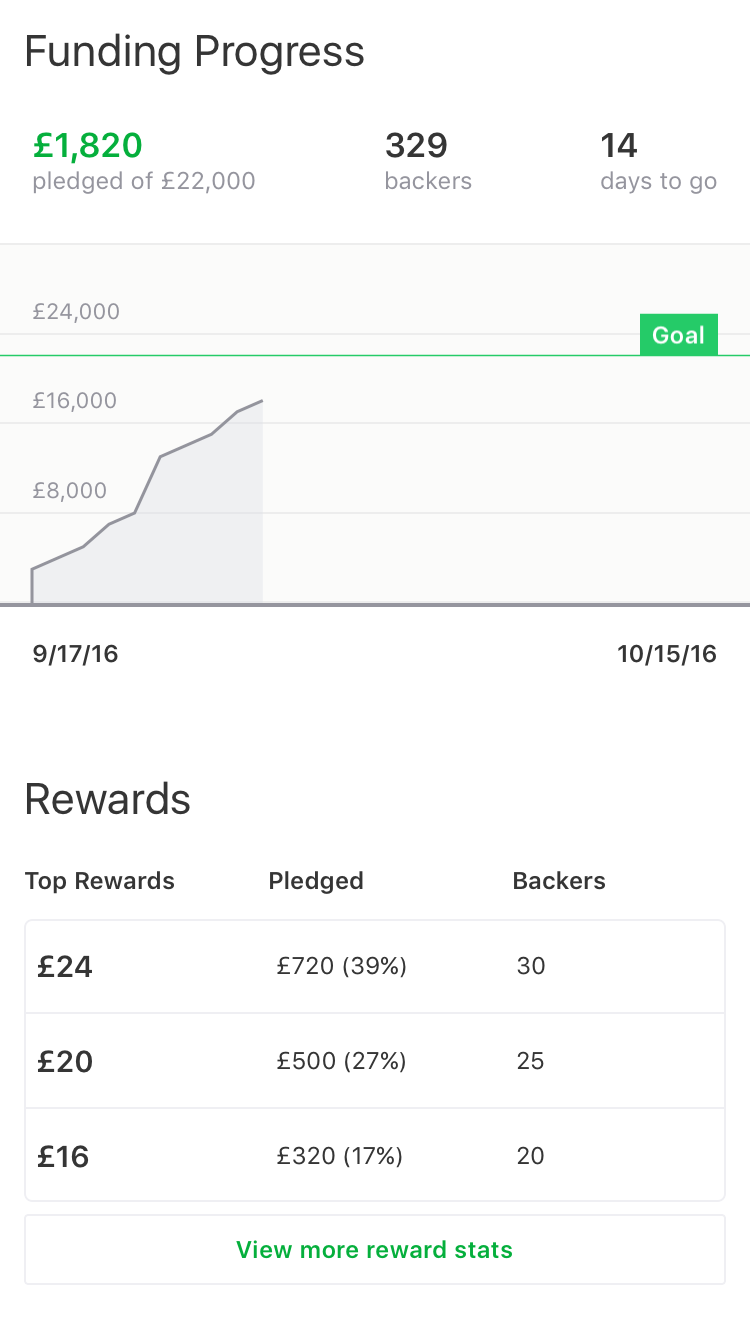 Funding Progress
£1,820 329 14
pledged of £22,000 backers days to go
£24,000
Goal
£16,000
£8,000
9/17/16 10/15/16
Rewards
Top Rewards Pledged Backers
£24 £720 (39%) 30
£20 £500 (27%) 25
£16 £320 (17%) 20
View more reward stats